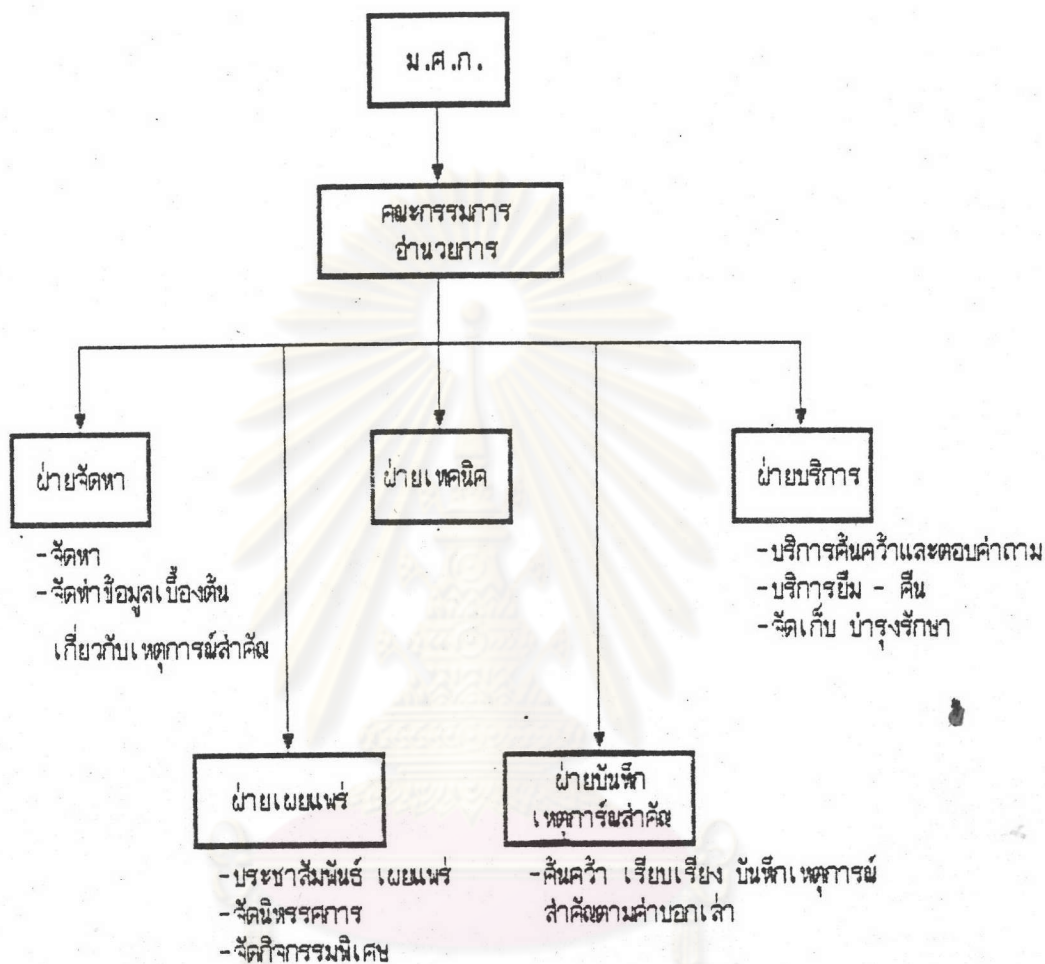 ม.ศ.ก.
คณะกรรมการ
อำนวยการ
ฝ่ายจัดหา
ฝ่ายเทคนิค
ฝ่ายบริการ
-จัดหา
-จัดทำข้อมูลเบื้องต้น
เกี่ยวกับเหตุการณ์สำคัญ
-บริการค้นคว้าและตอบคำถาม
-บริการยืม - คืน
-จัดเก็บ บำรุงรักษา
ฝ่ายเผยแพร่
ฝ่ายบันทึก
เหตุการ์ณสำคัญ
-ประชาสัมพันธ์ เผยแพร่
-จัดนิทรรศการ
-จัดกิจกรรมพิเศษ
-ค้นคว้า เรียบเรียง บันทึกเหตุการณ์
สำคัญตามคำบอกเล่า